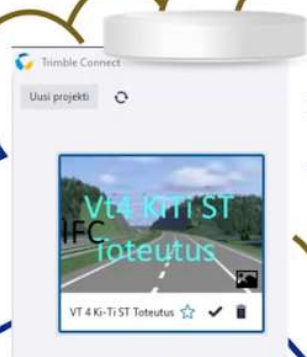 Trimble Connect
Uusi projekti
Vt4 KiTi ST
IFC
Toteutus
VT 4 Ki-Ti ST Toteutus